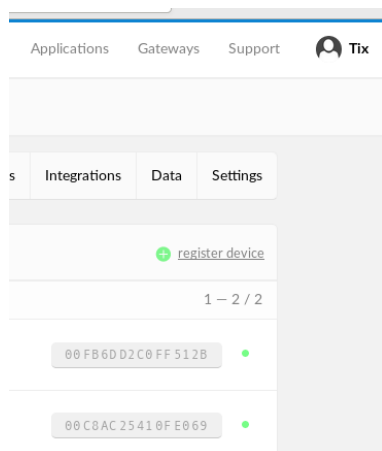 Applications Gateways Support Tix
s Integrations Data Settings
register device
1 — 2 / 2
00FB6DD2C0FF512B
00C8AC25410FE069